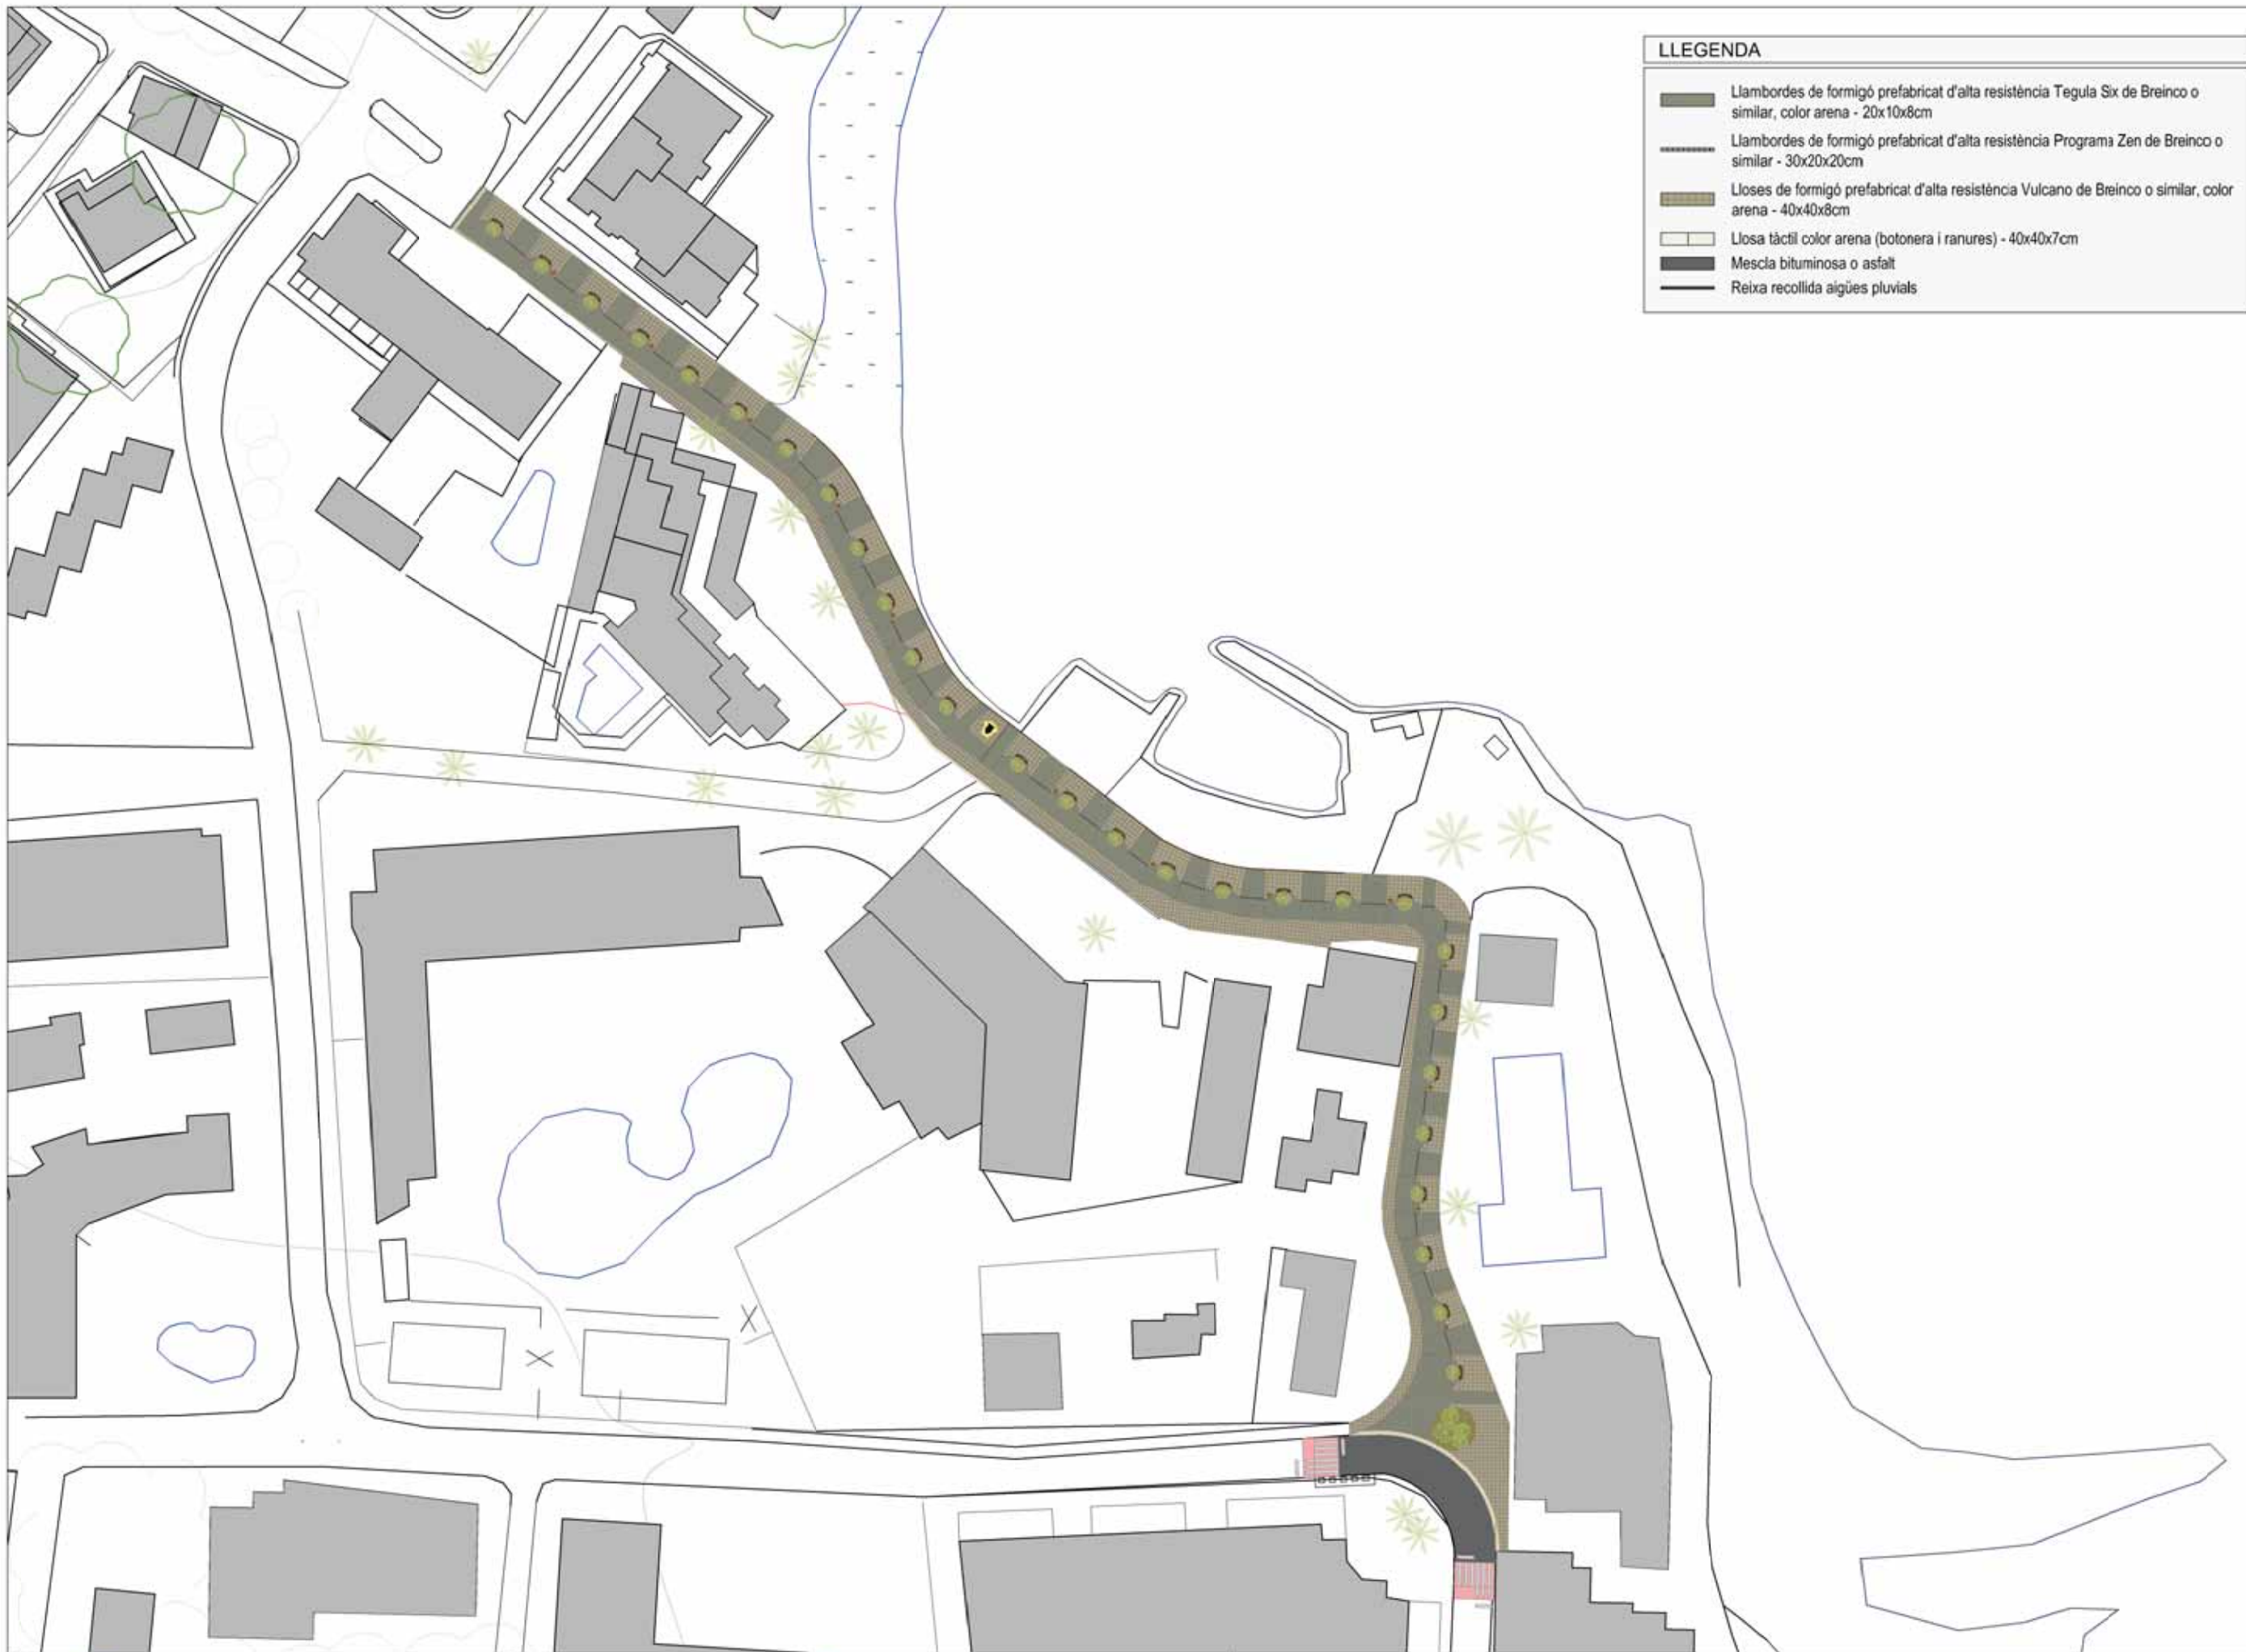 LLEGENDA
Llambordes de formigó prefabricat d'alta resistència Tegula Six de Breinco o
similar, color arena - 20x10x8cm
Llambordes de formigó prefabricat d'alta resistència Programa Zen de Breinco o
similar - 30x20x20cm
Lloses de formigó prefabricat d'alta resistència Vulcano de Breinco o similar, color
arena - 40x40x8cm
Llosa tàctil color arena (botonera i ranures) - 40x40x7cm
Mescla bituminosa o asfalt
Reixa recollida aigües pluvials